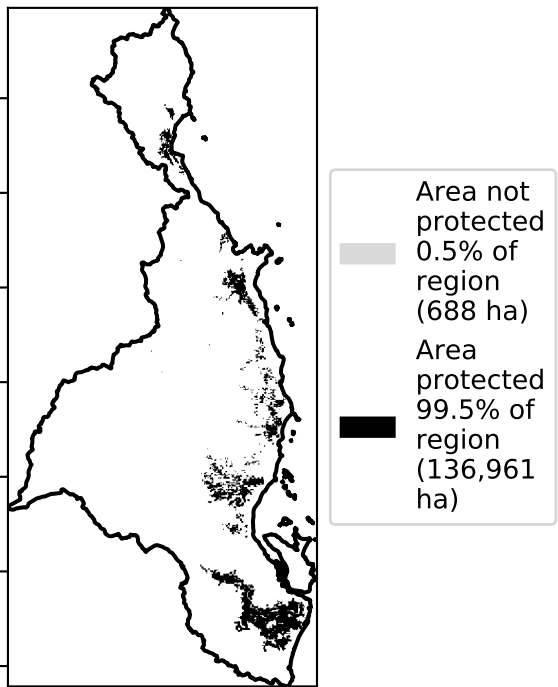 Area not
protected
0.5% of
region
(688 ha)
Area
protected
99.5% of
region
(136,961
ha)